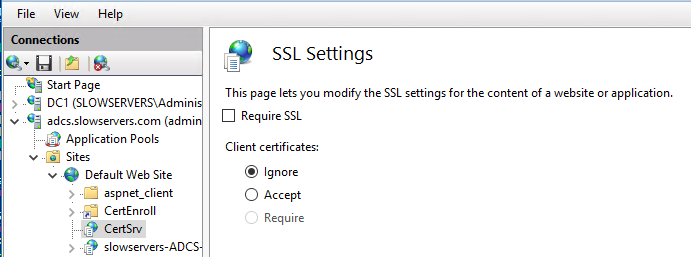 File View Help
Connections
Start Page
DC1 (SLOWSERVERS\Adminis
adcs.slowservers.com (admin
Application Pools
Sites
Default Web Site
aspnet_client
CertEnroll
CertSrv
slowservers-ADCS-
SSL Settings
This page lets you modify the SSL settings for the content of a website or application.
Require SSL
Client certificates:
Ignore
Accept
Require